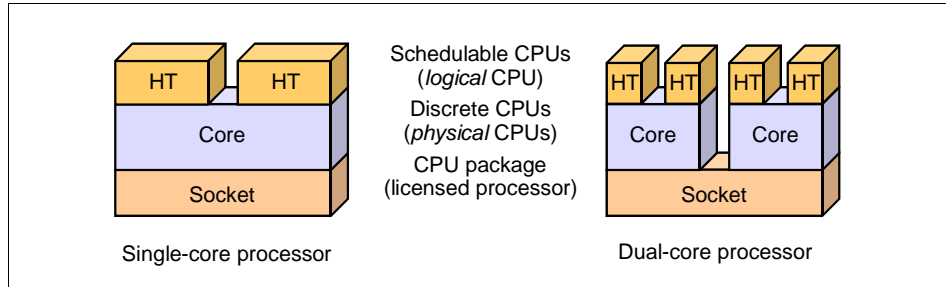 HT
HT
Core
Socket
Single-core processor
Schedulable CPUs
(logical CPU)
Discrete CPUs
(physical CPUs)
CPU package
(licensed processor)
HT
HT
HT
HT
Core
Core
Socket
Dual-core processor